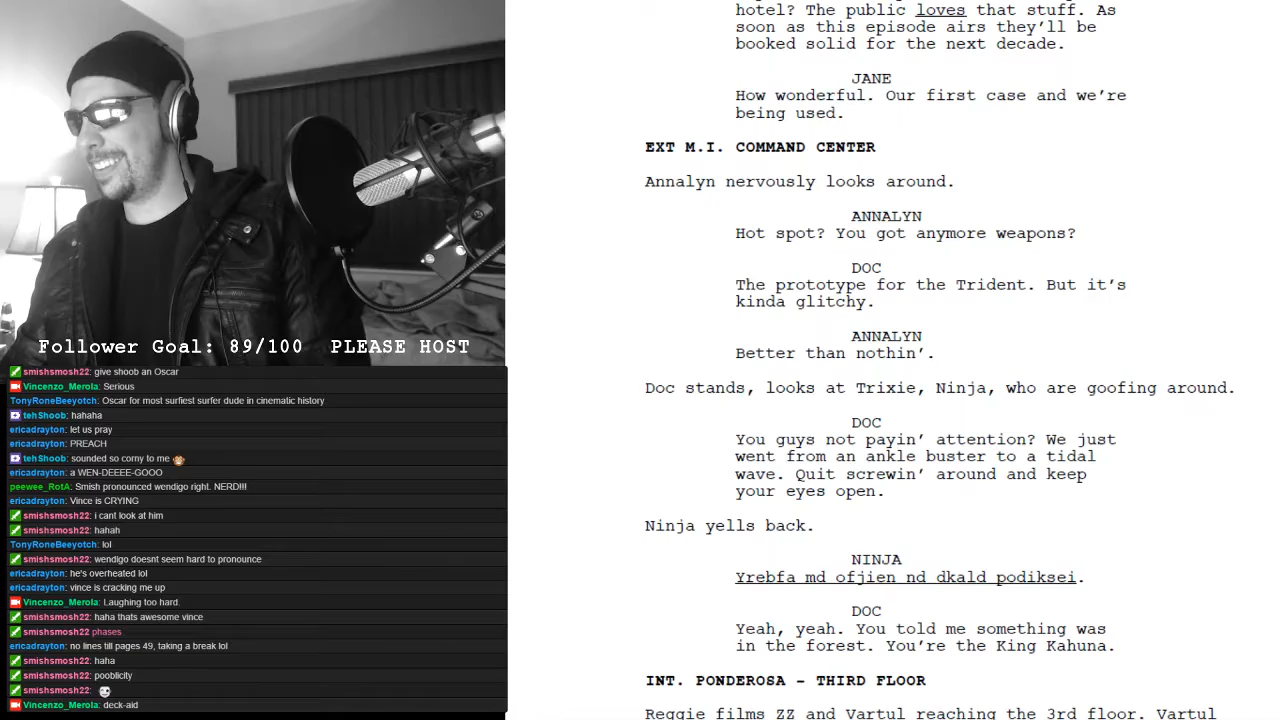 Follower Goal: 89/100 PLEASE HOST
smishsmosh22: give shoob an Oscar
Vincenzo_Merola: Serious
TonyRoneBeeyotch: Oscar for most surfiest surfer dude in cinematic history
tehShoob: hahaha
ericadrayton: let us pray
ericadrayton: PREACH
tehShoob: sounded so corny to me
ericadrayton: a WEN-DEEEE-GOOO
peewee_RotA: Smish pronounced wendigo right. NERD!!!
ericadrayton: Vince is CRYING
smishsmosh22: i cant look at him
smishsmosh22: hahah
TonyRoneBeeyotch: lol
smishsmosh22: wendigo doesnt seem hard to pronounce
ericadrayton: he's overheated lol
ericadrayton: vince is cracking me up
Vincenzo_Merola: Laughing too hard.
smishsmosh22: haha thats awesome vince
smishsmosh22 phases
ericadrayton: no lines till pages 49, taking a break lol
smishsmosh22: haha
smishsmosh22: pooblicity
smishsmosh22:
Vincenzo_Merola: deck-aid
hotel? The public loves that stuff. As
soon as this episode airs they’ll be
booked solid for the next decade.
JANE
How wonderful. Our first case and we’re
being used.
EXT M.I. COMMAND CENTER
Annalyn nervously looks around.
ANNALYN
Hot spot? You got anymore weapons?
DOC
The prototype for the Trident. But it’s
kinda glitchy.
ANNALYN
Better than nothin’.
Doc stands, looks at Trixie, Ninja, who are goofing around.
DOC
You guys not payin’ attention? We just
went from an ankle buster to a tidal
wave. Quit screwin’ around and keep
your eyes open.
Ninja yells back.
NINJA
Yrebfa md ofjien nd dkald podiksei.
DOC
Yeah, yeah. You told me something was
in the forest. You’re the King Kahuna.
INT. PONDEROSA – THIRD FLOOR
Reggie films ZZ and Vartul reaching the 3rd floor. Vartul